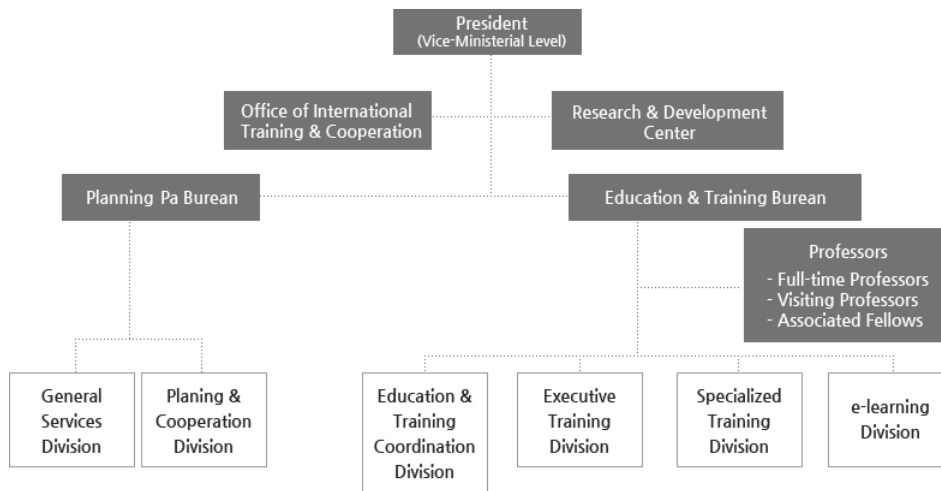 President
(Vice-Ministerial Level)
Office of International
Training & Cooperation
Research & Development
Center
Planning Pa Burean
Education & Training Burean
Professors
- Full-time Professors
- Visiting Professors
- Associated Fellows
General
Services
Division
Planing &
Cooperation
Division
Education &
Training
Coordination
Division
Executive
Training
Division
Specialized
Training
Division
e-learning
Division